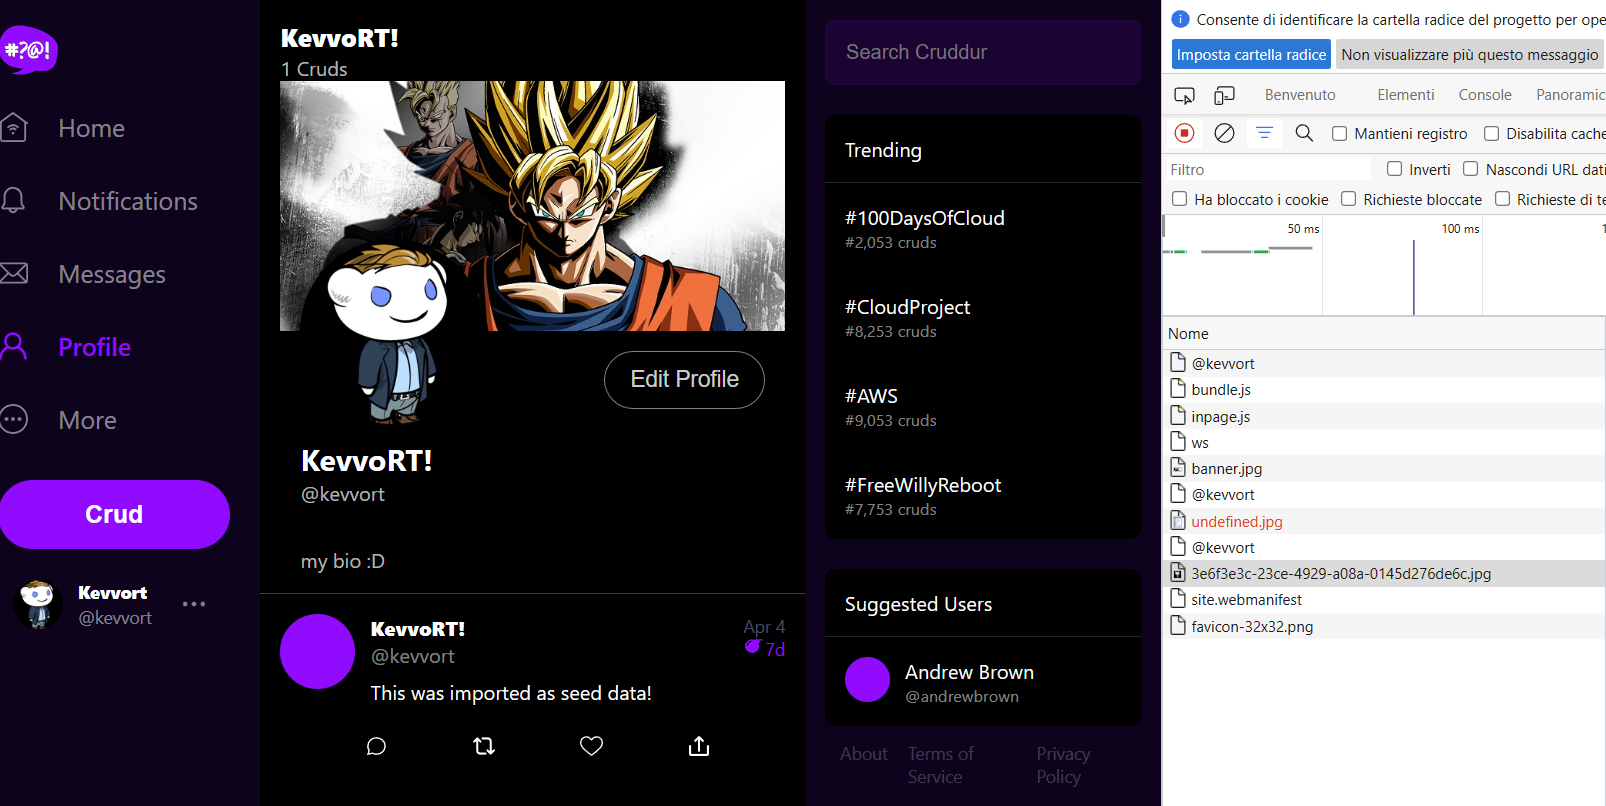 #?@!
Home
Notifications
Messages
Profile
More
Crud
Kevvort
@kevvort
KevvoRT!
1 Cruds
Edit Profile
KevvoRT!
@kevvort
my bio :D
KevvoRT!
@kevvort
Apr 4
7d
This was imported as seed data!
Search Cruddur
Trending
#100DaysOfCloud
#2,053 cruds
#CloudProject
#8,253 cruds
#AWS
#9,053 cruds
#FreeWillyReboot
#7,753 cruds
Suggested Users
Andrew Brown
@andrewbrown
About Terms of Service Privacy Policy
Consente di identificare la cartella radice del progetto per ope
Imposta cartella radice Non visualizzare più questo messaggio
Benvenuto Elementi Console Panoramic
Mantieni registro Disabilita cache
Filtro Inverti Nascondi URL dati
Ha bloccato i cookie Richieste bloccate Richieste di te
50 ms 100 ms 1
Nome
@kevvort
bundle.js
inpage.js
ws
banner.jpg
@kevvort
undefined.jpg
@kevvort
3e6f3e3c-23ce-4929-a08a-0145d276de6c.jpg
site.webmanifest
favicon-32x32.png